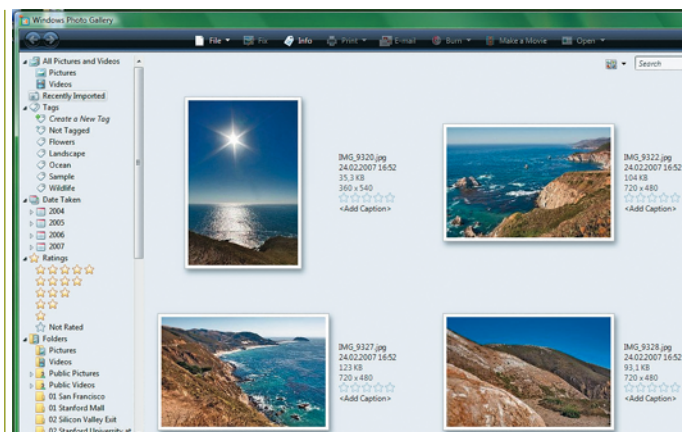 Windows Photo Gallery
File Fix Info Print E-mail Burn Make a Movie Open
Search
All Pictures and Videos
Pictures
Videos
Recently Imported
Tags
Create a New Tag
Not Tagged
Flowers
Landscape
Ocean
Sample
Wildlife
Date Taken
2004
2005
2006
2007
Ratings
Not Rated
Folders
Pictures
Videos
Public Pictures
Public Videos
01 San Francisco
01 Stanford Mall
02 Silicon Valley Exit
02 Stanford University at
IMG_9320.jpg
24.02.2007 16:52
35,3 KB
360 x 540
<Add Caption>
IMG_9322.jpg
24.02.2007 16:52
104 KB
720 x 480
<Add Caption>
IMG_9327.jpg
24.02.2007 16:52
123 KB
720 x 480
<Add Caption>
IMG_9328.jpg
24.02.2007 16:52
93,1 KB
720 x 480
<Add Caption>